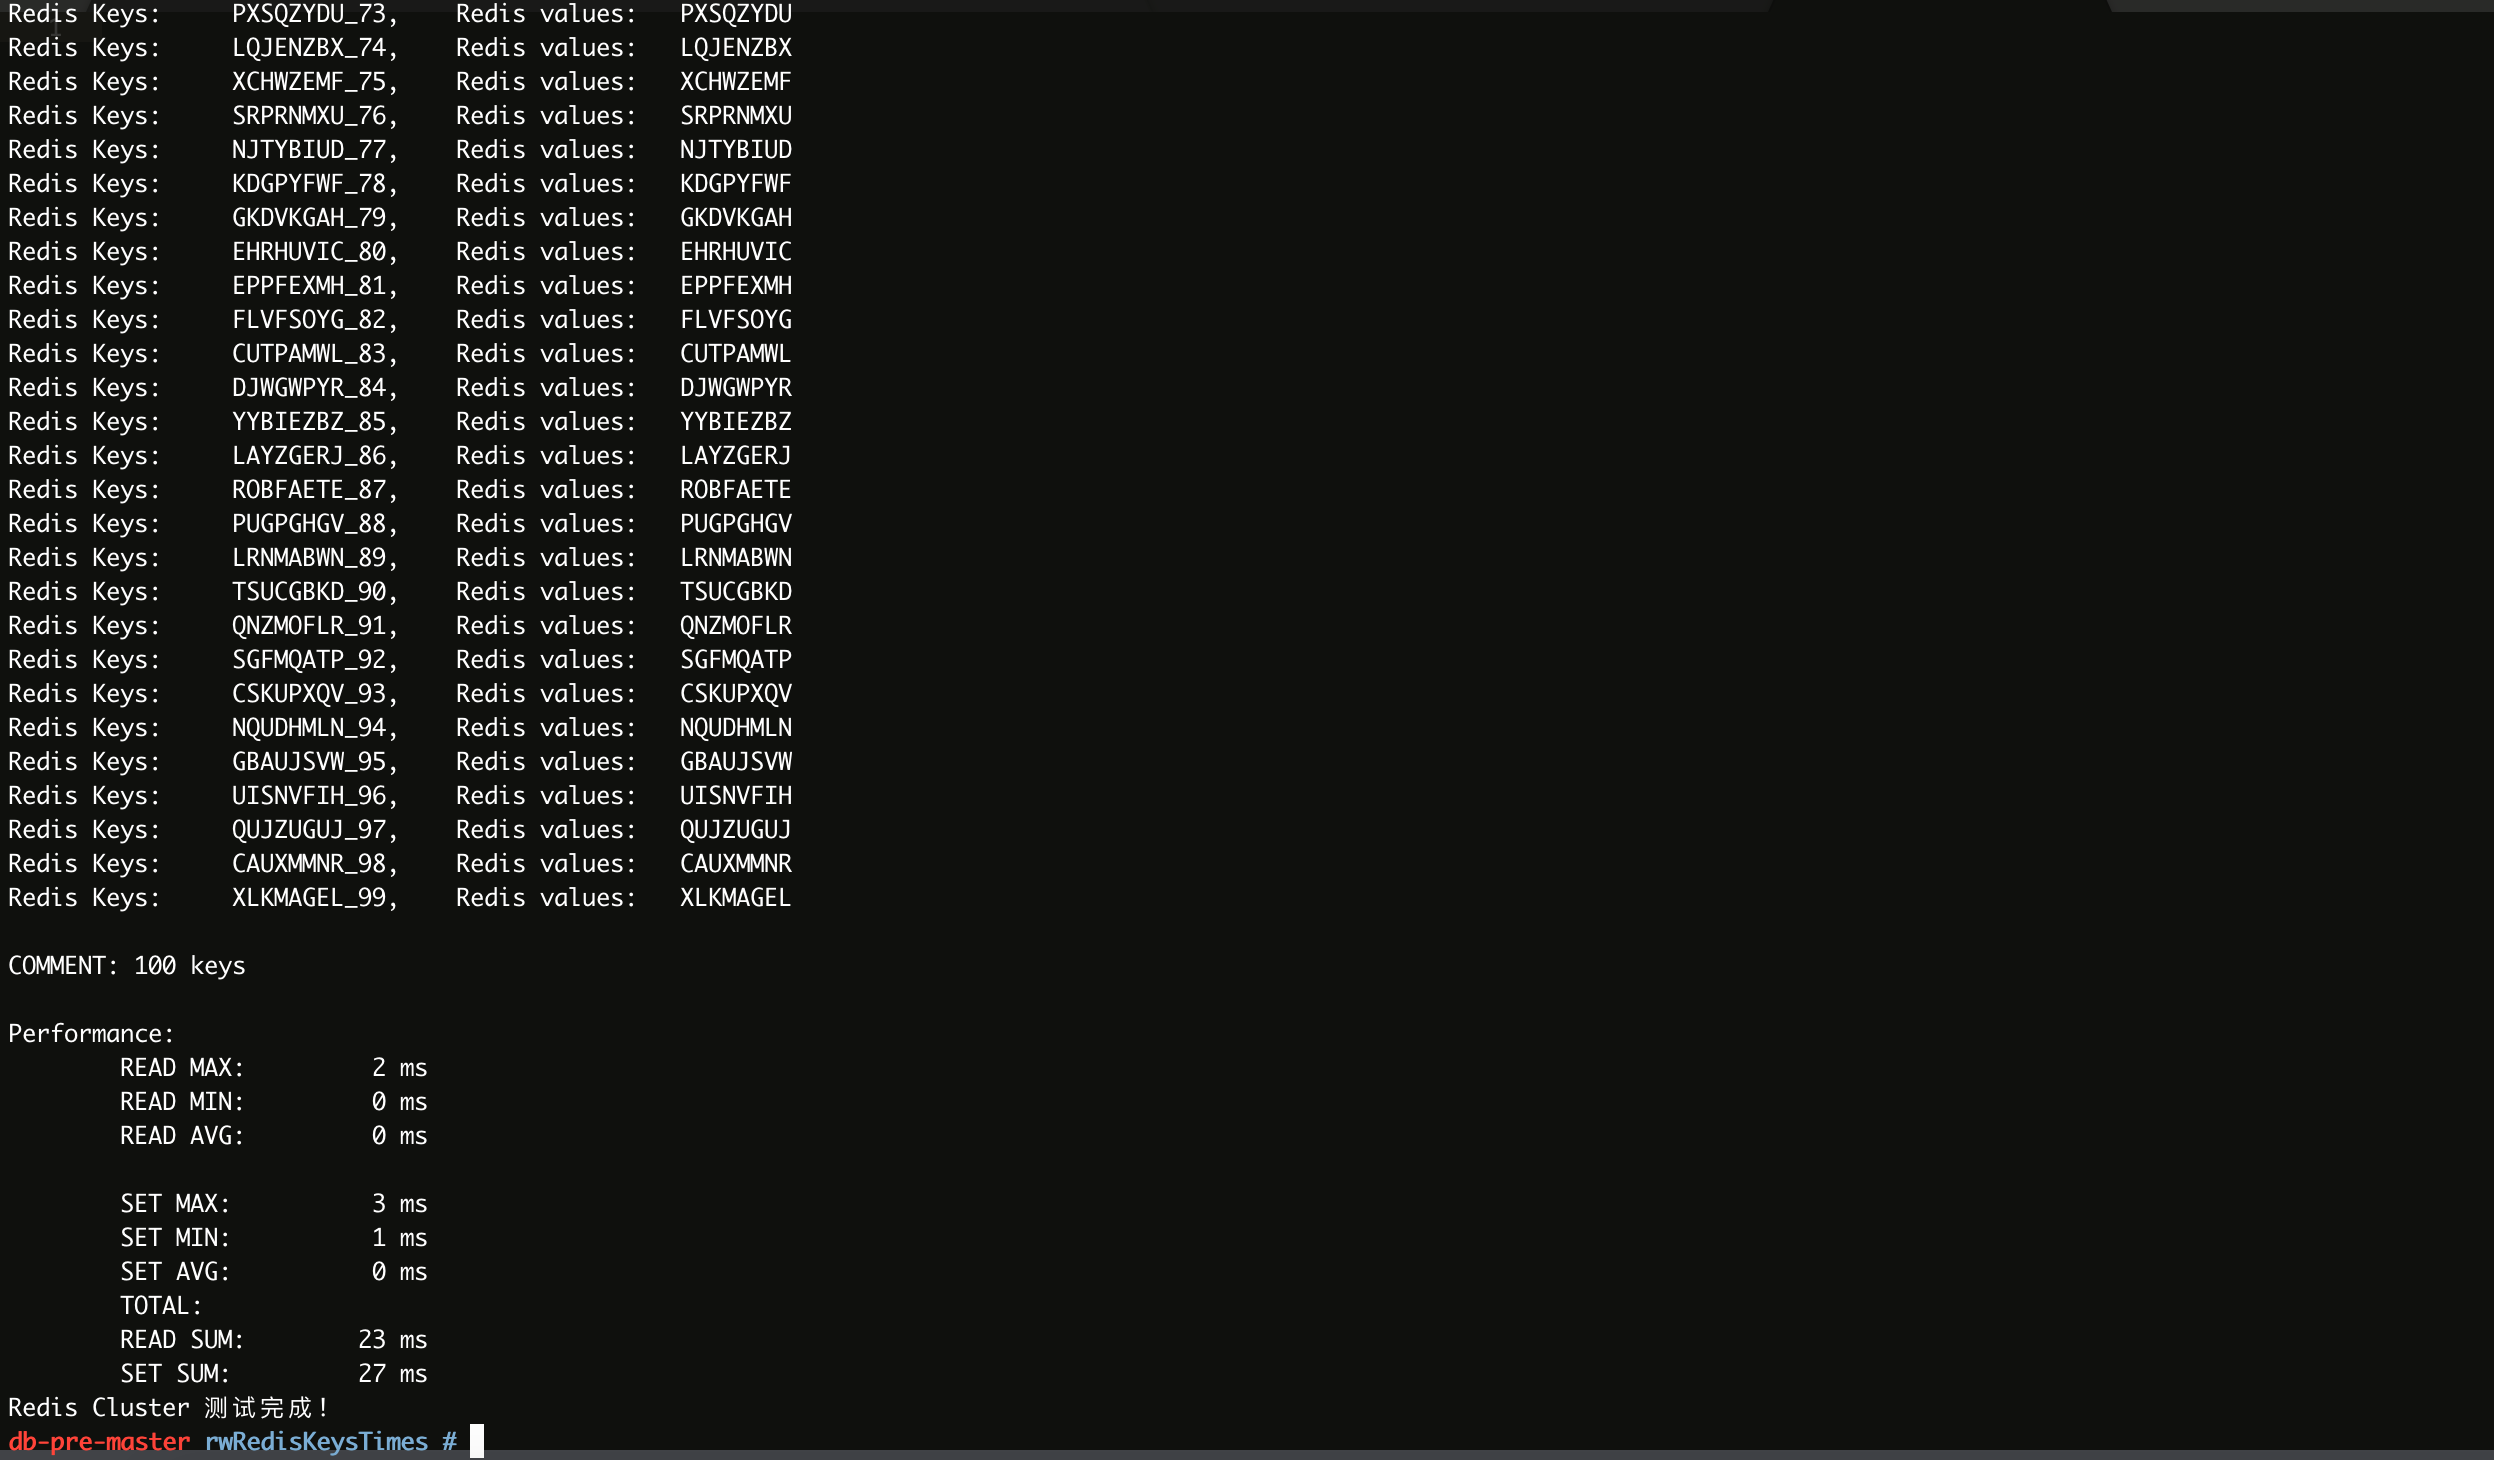 Redis Keys: PXSQZYDU_73, Redis values: PXSQZYDU
Redis Keys: LQJENZBX_74, Redis values: LQJENZBX
Redis Keys: XCHWZEMF_75, Redis values: XCHWZEMF
Redis Keys: SRPRNMXU_76, Redis values: SRPRNMXU
Redis Keys: NJTYBIUD_77, Redis values: NJTYBIUD
Redis Keys: KDGPYFWF_78, Redis values: KDGPYFWF
Redis Keys: GKDVKGAH_79, Redis values: GKDVKGAH
Redis Keys: EHRHUVIC_80, Redis values: EHRHUVIC
Redis Keys: EPPFEXMH_81, Redis values: EPPFEXMH
Redis Keys: FLVFSOYG_82, Redis values: FLVFSOYG
Redis Keys: CUTPAMWL_83, Redis values: CUTPAMWL
Redis Keys: DJWGWPYR_84, Redis values: DJWGWPYR
Redis Keys: YYBIEZBZ_85, Redis values: YYBIEZBZ
Redis Keys: LAYZGERJ_86, Redis values: LAYZGERJ
Redis Keys: ROBFAETE_87, Redis values: ROBFAETE
Redis Keys: PUGPGHGV_88, Redis values: PUGPGHGV
Redis Keys: LRNMABWN_89, Redis values: LRNMABWN
Redis Keys: TSUCGBKD_90, Redis values: TSUCGBKD
Redis Keys: QNZMOFLR_91, Redis values: QNZMOFLR
Redis Keys: SGFMQATP_92, Redis values: SGFMQATP
Redis Keys: CSKUPXQV_93, Redis values: CSKUPXQV
Redis Keys: NQUDHMLN_94, Redis values: NQUDHMLN
Redis Keys: GBAUJSVW_95, Redis values: GBAUJSVW
Redis Keys: UISNVFIH_96, Redis values: UISNVFIH
Redis Keys: QUJZUGUJ_97, Redis values: QUJZUGUJ
Redis Keys: CAUXMMNR_98, Redis values: CAUXMMNR
Redis Keys: XLKMAGEL_99, Redis values: XLKMAGEL
COMMENT: 100 keys
Performance:
READ MAX: 2 ms
READ MIN: 0 ms
READ AVG: 0 ms
SET MAX: 3 ms
SET MIN: 1 ms
SET AVG: 0 ms
TOTAL:
READ SUM: 23 ms
SET SUM: 27 ms
Redis Cluster 测试完成!
db-pre-master rwRedisKeysTimes #